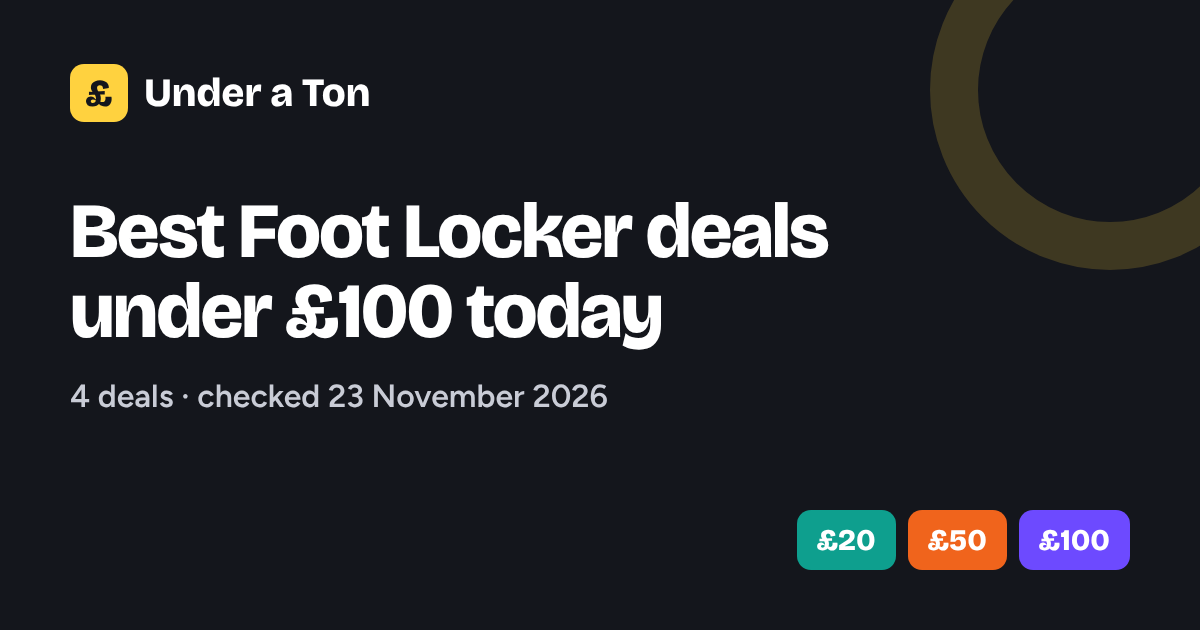 £
Under a Ton
Best Foot Locker deals
under £100 today
4 deals · checked 23 November 2026
£20
£50
£100